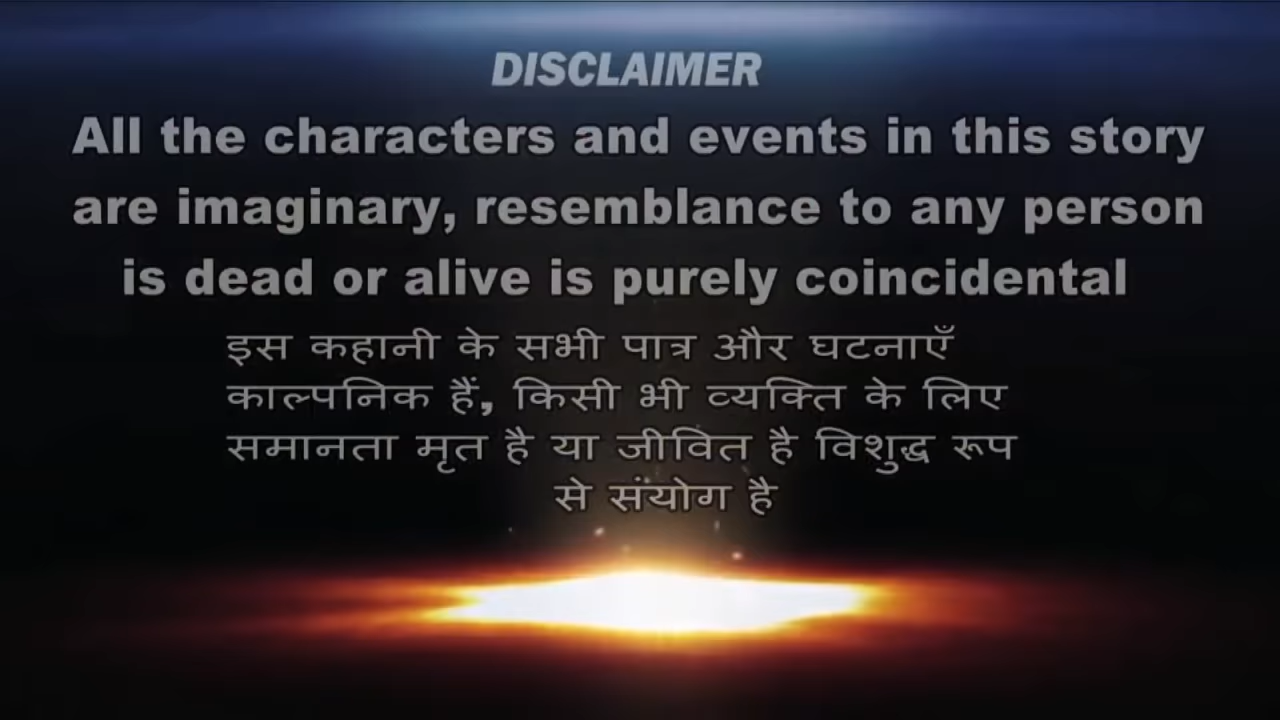 DISCLAIMER
All the characters and events in this story
are imaginary, resemblance to any person
is dead or alive is purely coincidental
इस कहानी के सभी पात्र और घटनाएँ
काल्पनिक हैं, किसी भी व्यक्ति के लिए
समानता मृत है या जीवित है विशुद्ध रूप
से संयोग है